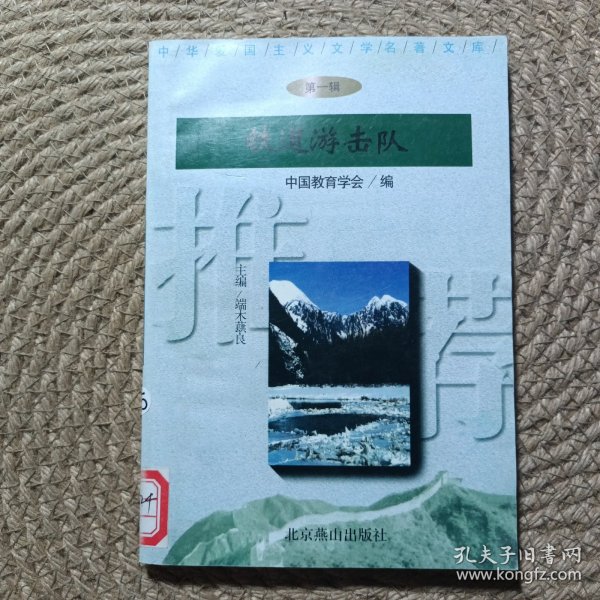 中/华/爱/国/主/义/文/学/名/著/文/库/
第一辑
铁道游击队
中国教育学会/编
推荐
主编/端木蕻良
北京燕山出版社
孔夫子旧书网
www.kongfz.com